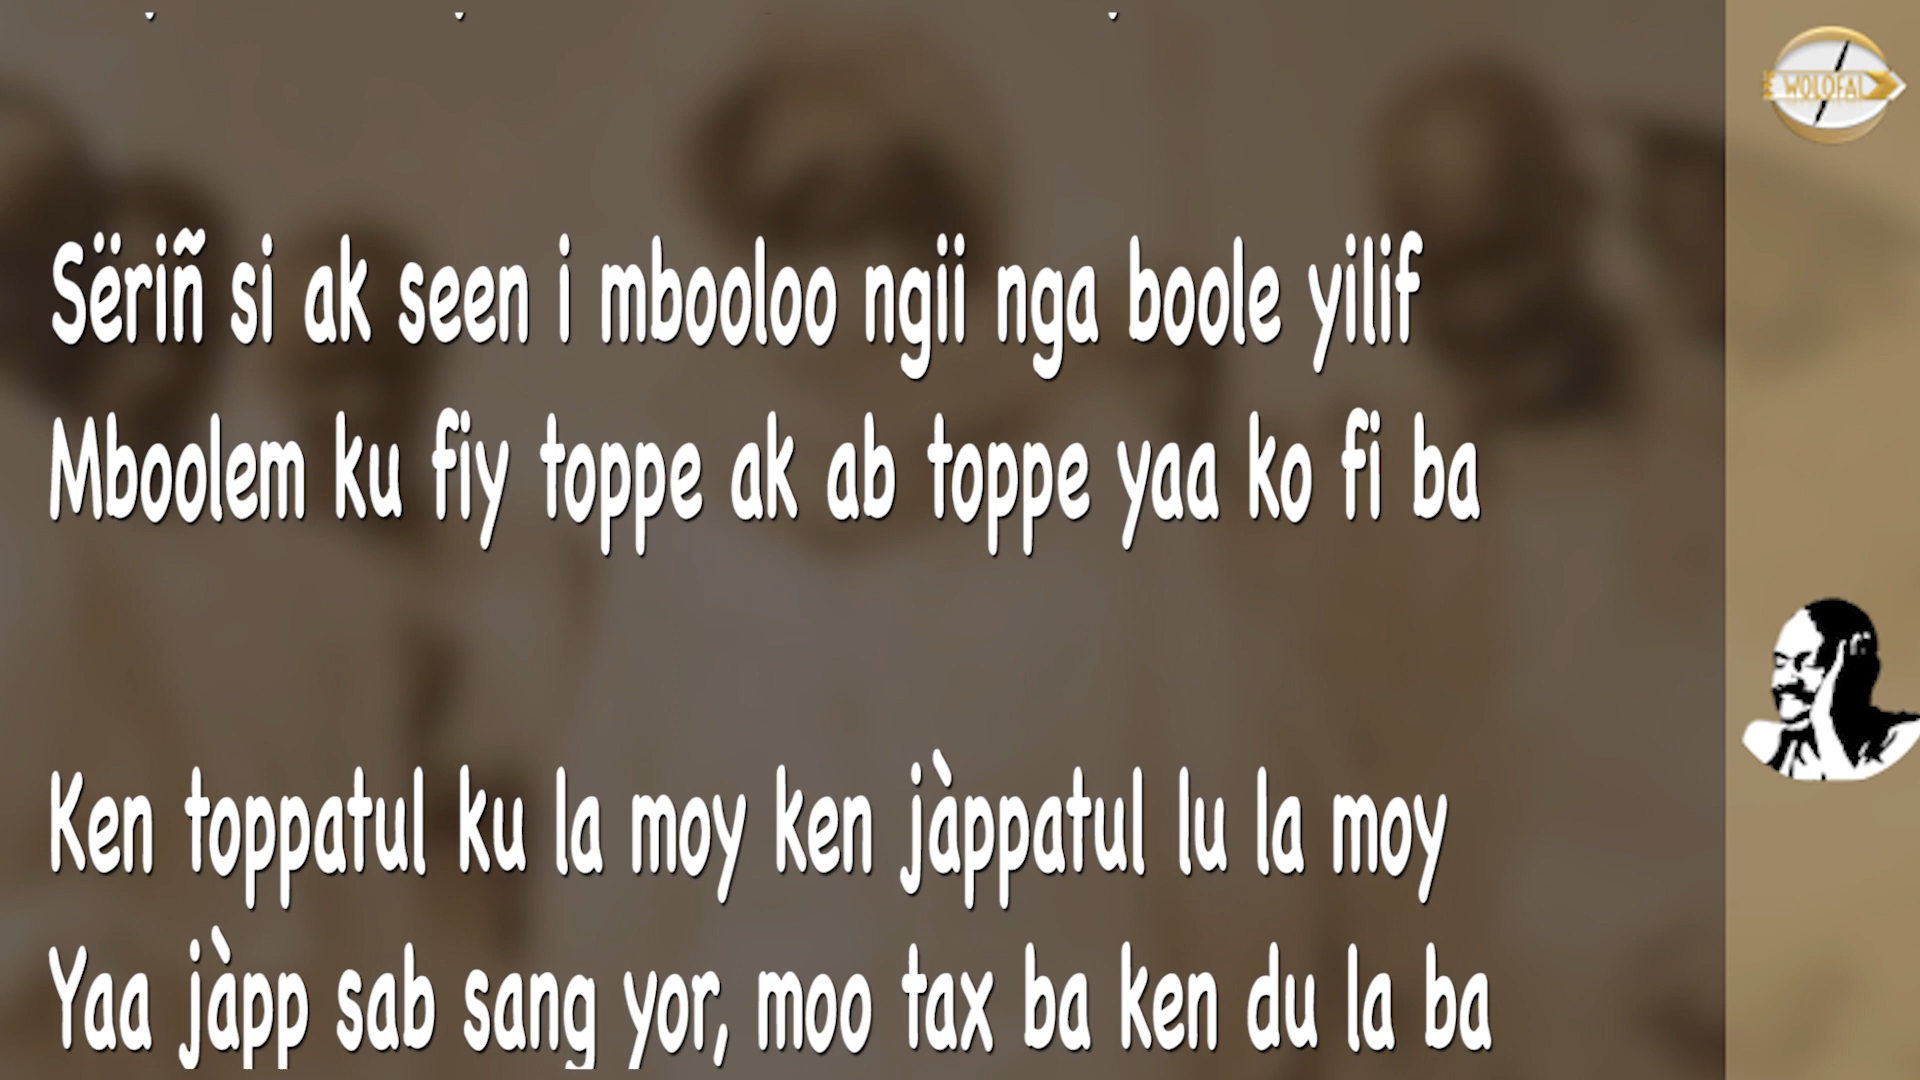 WOLOFAL
Sëriñ si ak seen i mbooloo ngii nga boole yilif
Mboolem ku fiy toppe ak ab toppe yaa ko fi ba
Ken toppatul ku la moy ken jàppatul lu la moy
Yaa jàpp sab sang yor, moo tax ba ken du la ba